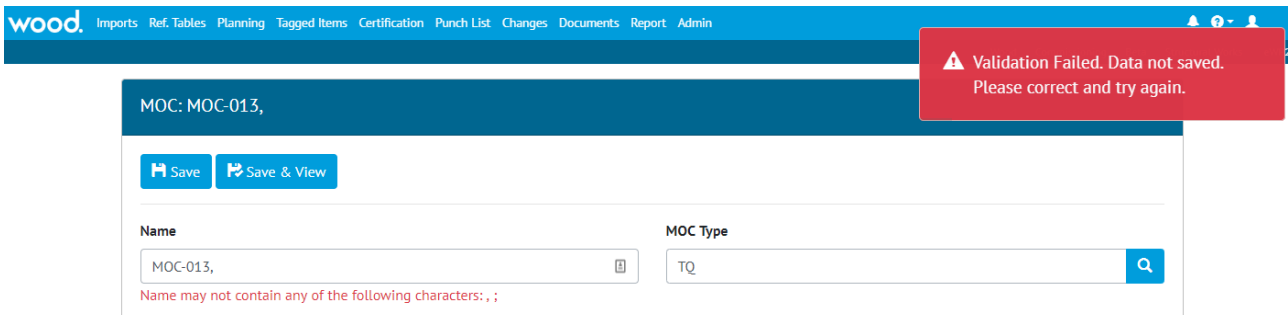 wood. Imports Ref. Tables Planning Tagged Items Certification Punch List Changes Documents Report Admin
Validation Failed. Data not saved.
Please correct and try again.
MOC: MOC-013,
Save Save & View
Name MOC Type
MOC-013, TQ
Name may not contain any of the following characters: , ;